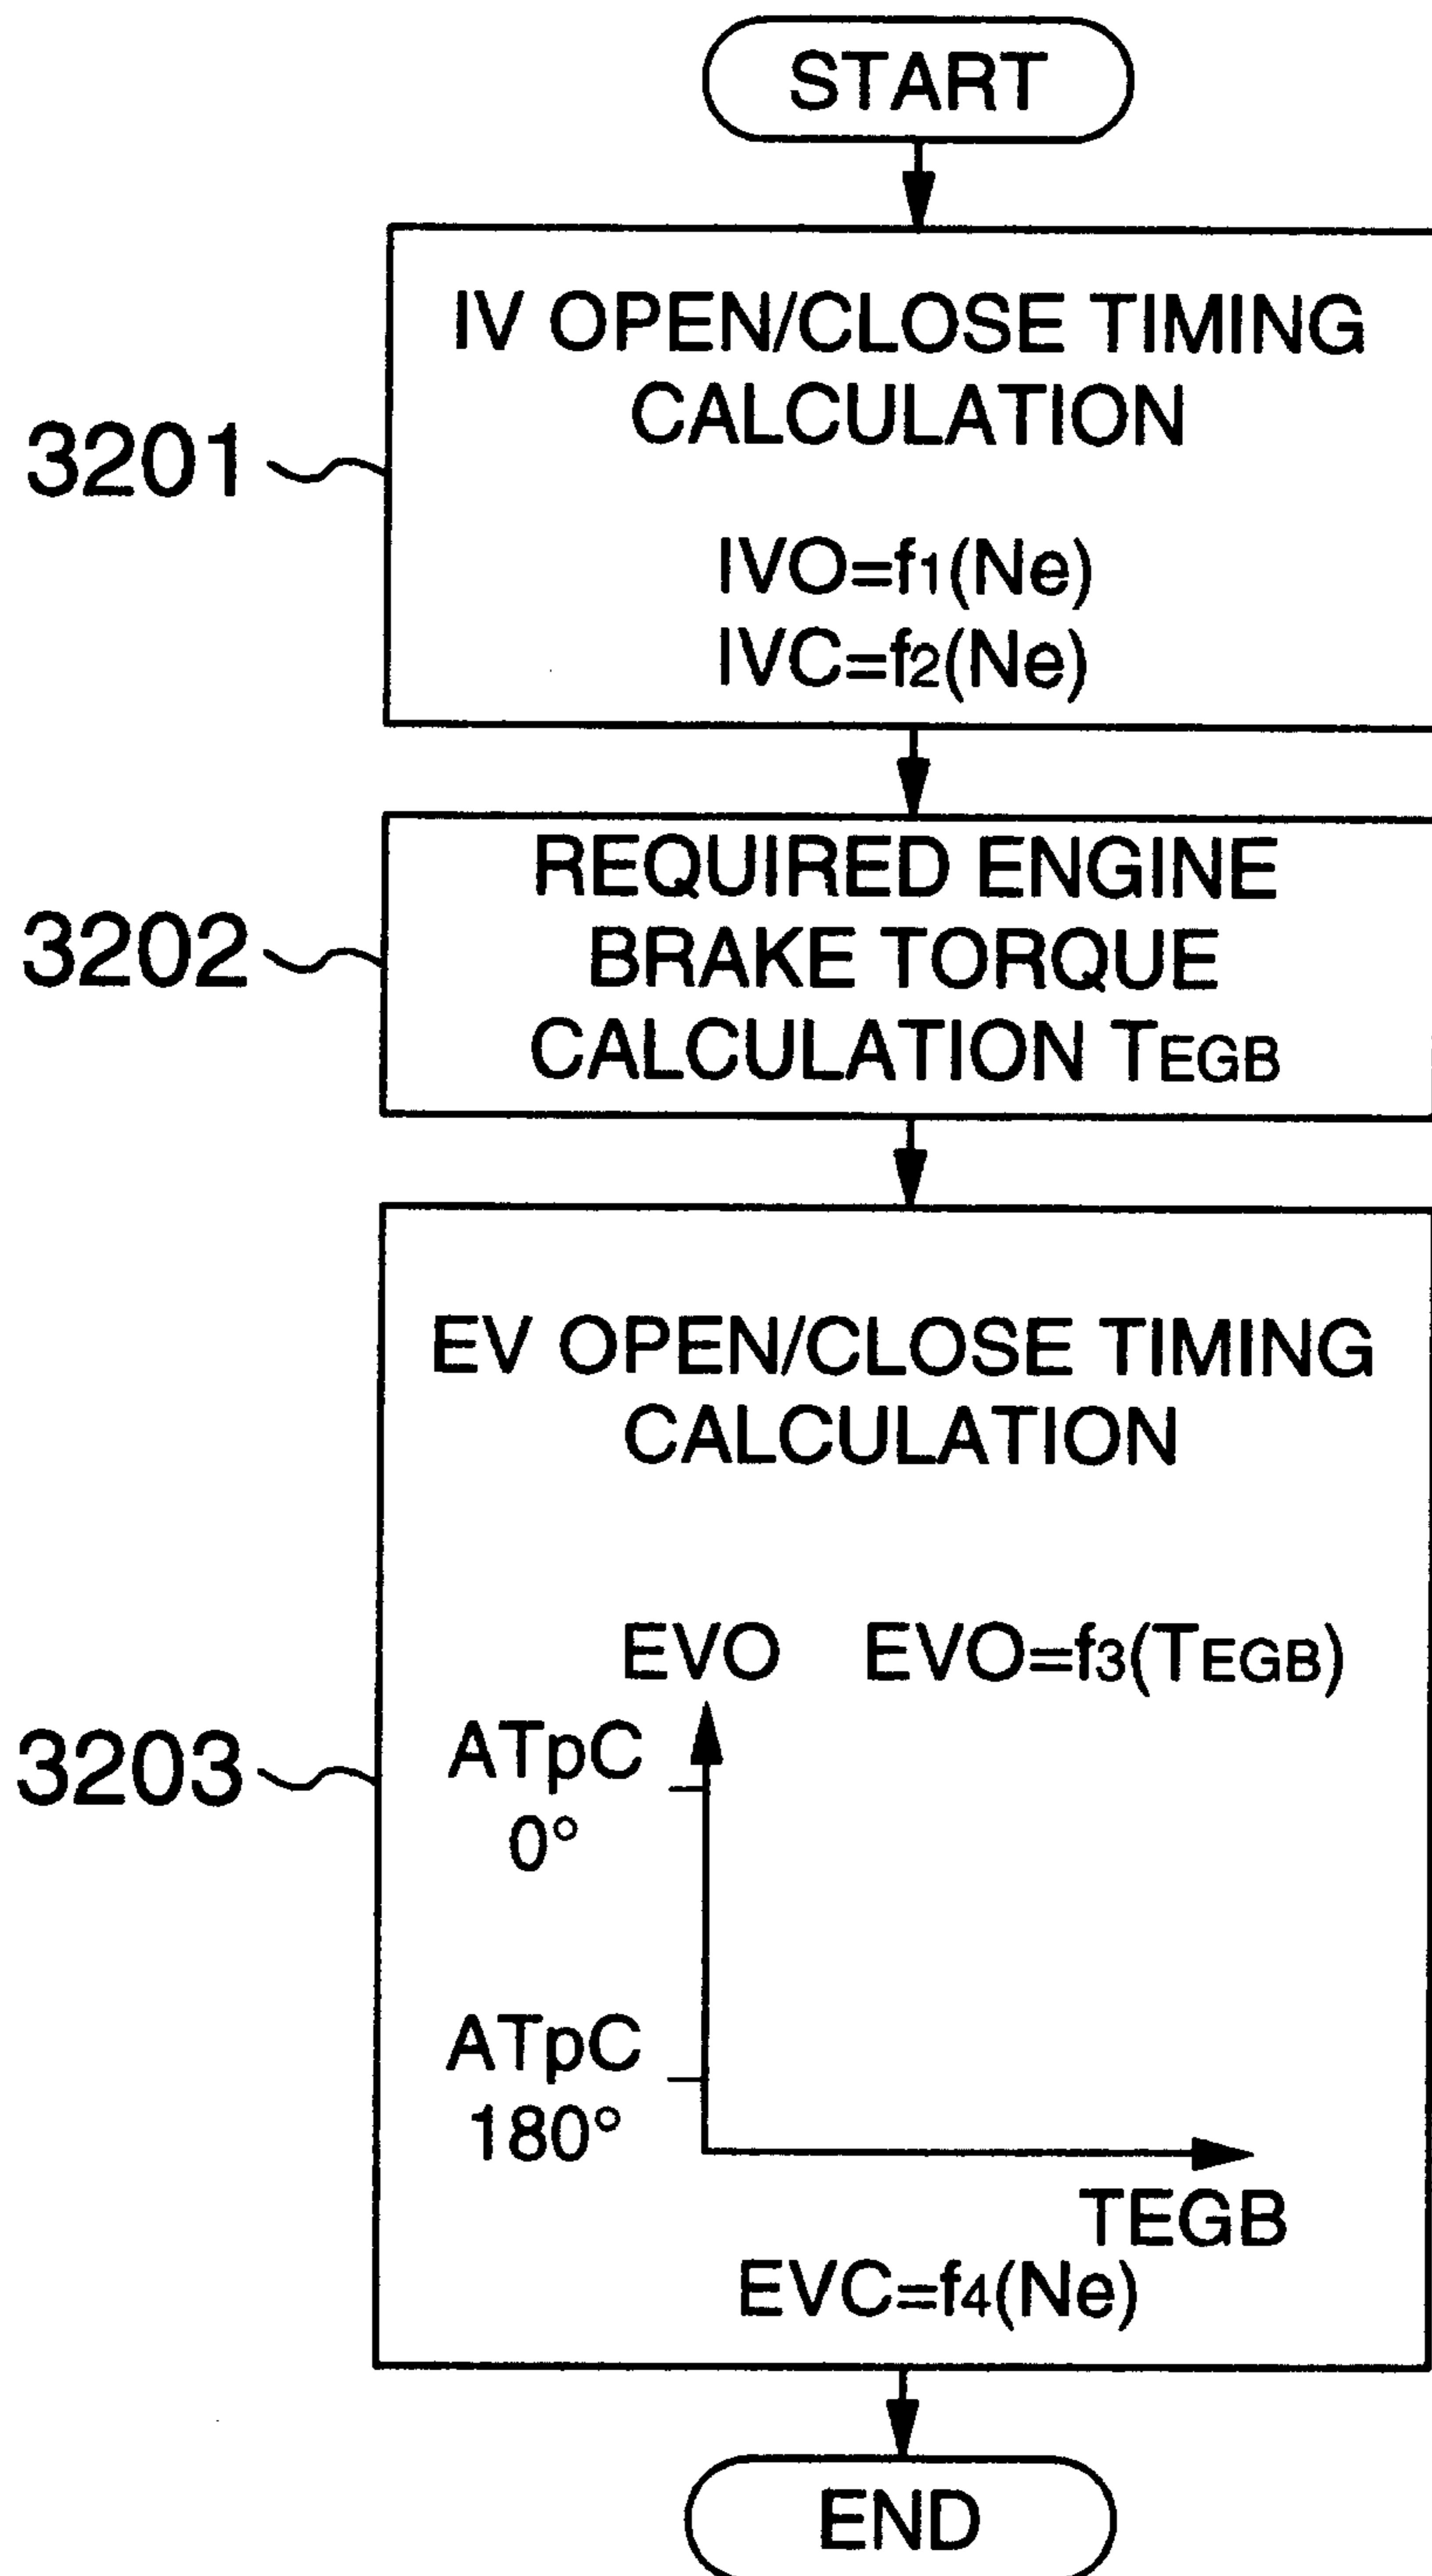 START
IV OPEN/CLOSE TIMING
CALCULATION
3201
IVO=f1(Ne)
IVC=f2(Ne)
REQUIRED ENGINE
3202
BRAKE TORQUE
CALCULATION TEGB
EV OPEN/CLOSE TIMING
CALCULATION
EVO EVO=f3(TEGB)
3203
ATpC
0°
ATpC
180°
TEGB
EVC=f4(Ne)
END